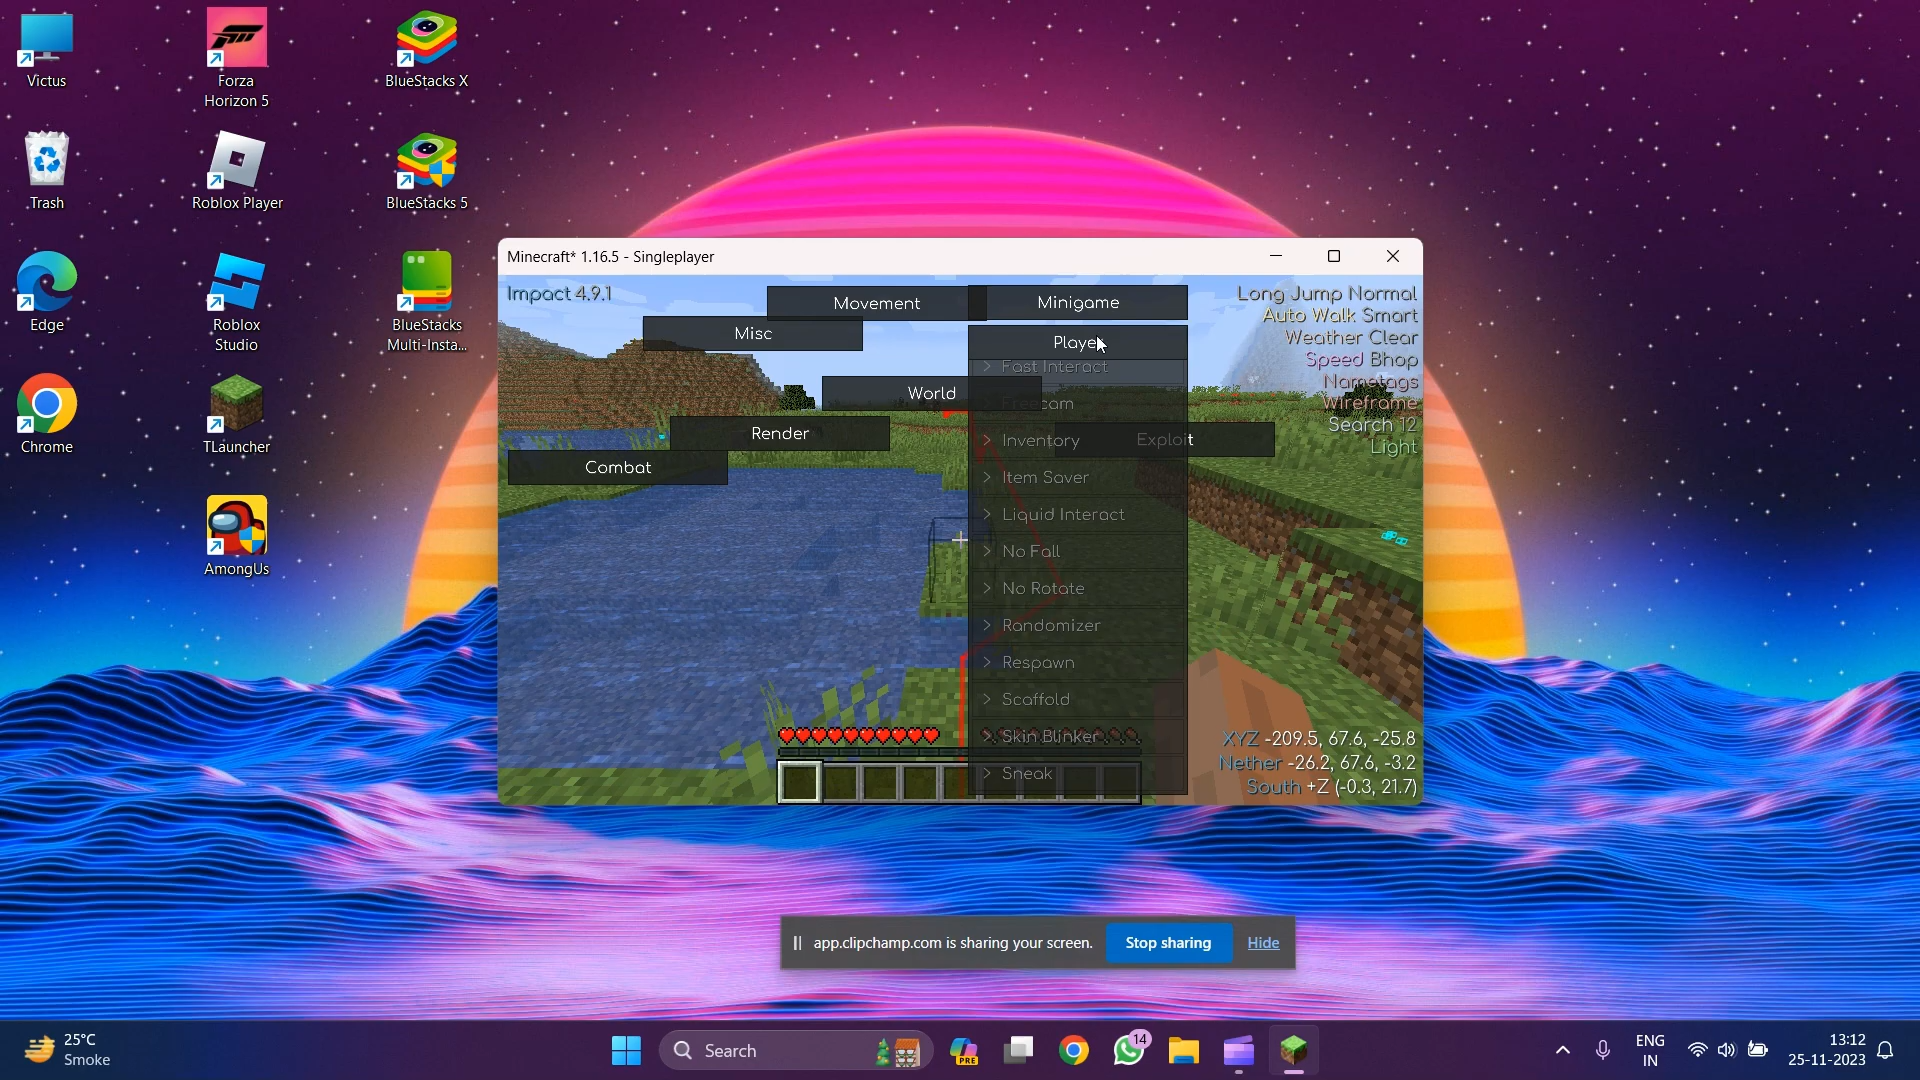 Victus
Forza
Horizon 5
BlueStacks X
Trash
Roblox Player
BlueStacks 5
Edge
Roblox
Studio
BlueStacks
Multi-Insta...
Chrome
TLauncher
AmongUs
Minecraft* 1.16.5 - Singleplayer
Impact 4.9.1
Movement
Minigame
Misc
Player
World
Render
Combat
Exploit
Fast Interact
Freecam
Inventory
Item Saver
Liquid Interact
No Fall
No Rotate
Randomizer
Respawn
Scaffold
Skin Blinker
Sneak
Long Jump Normal
Auto Walk Smart
Weather Clear
Speed Bhop
Nametags
Wireframe
Search 12
Light
XYZ -209.5, 67.6, -25.8
Nether -26.2, 67.6, -3.2
South +Z (-0.3, 21.7)
app.clipchamp.com is sharing your screen.
Stop sharing
Hide
25°C
Smoke
Search
PRE
14
ENG
IN
13:12
25-11-2023